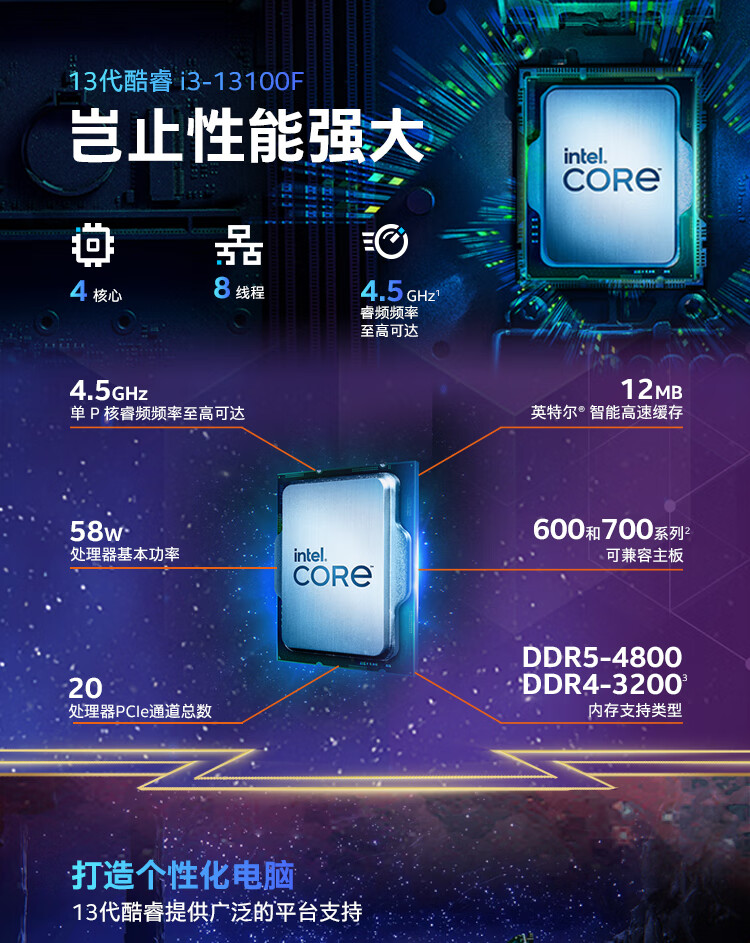 13代酷睿 i3-13100F
岂止性能强大
intel.
CORE™
4 核心
8 线程
4.5 GHz¹
睿频频率
至高可达
4.5GHz
单 P 核睿频频率至高可达
12MB
英特尔® 智能高速缓存
58W
处理器基本功率
600和700系列²
可兼容主板
intel.
CORE™
20
处理器PCIe通道总数
DDR5-4800
DDR4-3200³
内存支持类型
打造个性化电脑
13代酷睿提供广泛的平台支持